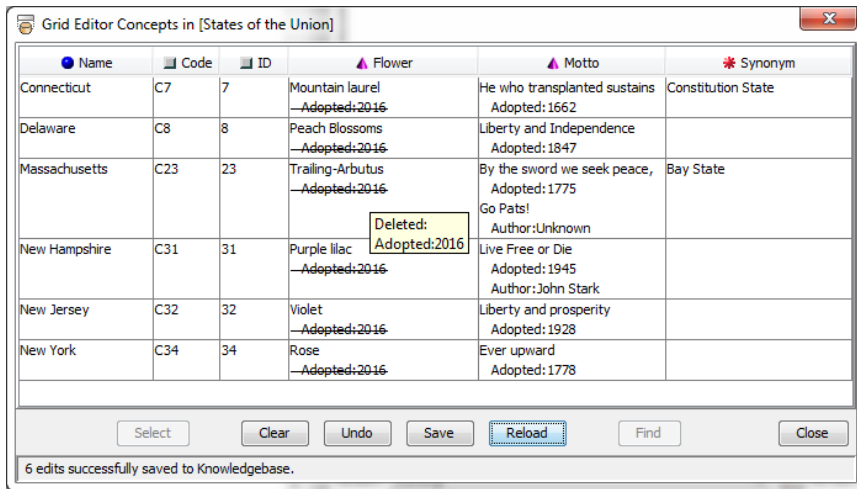 Grid Editor Concepts in [States of the Union]
Name Code ID Flower Motto Synonym
Connecticut C7 7 Mountain laurel He who transplanted sustains Constitution State
Adopted:2016 Adopted:1662
Delaware C8 8 Peach Blossoms Liberty and Independence
Adopted:2016 Adopted:1847
Massachusetts C23 23 Trailing-Arbutus By the sword we seek peace, Bay State
Adopted:2016 Adopted:1775
Go Pats!
Deleted:
Author:Unknown
Adopted:2016
New Hampshire C31 31 Purple lilac Live Free or Die
Adopted:2016 Adopted:1945
Author:John Stark
New Jersey C32 32 Violet Liberty and prosperity
Adopted:2016 Adopted:1928
New York C34 34 Rose Ever upward
Adopted:2016 Adopted:1778
Select Clear Undo Save Reload Find Close
6 edits successfully saved to Knowledgebase.